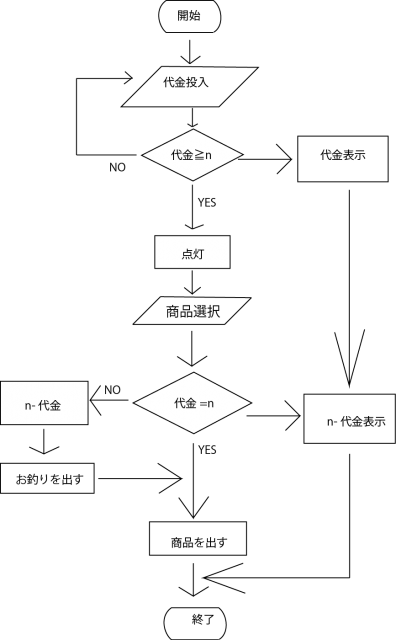 開始
代金投入
代金≧n
代金表示
NO
YES
点灯
商品選択
NO
n- 代金
代金 =n
n- 代金表示
YES
お釣りを出す
商品を出す
終了